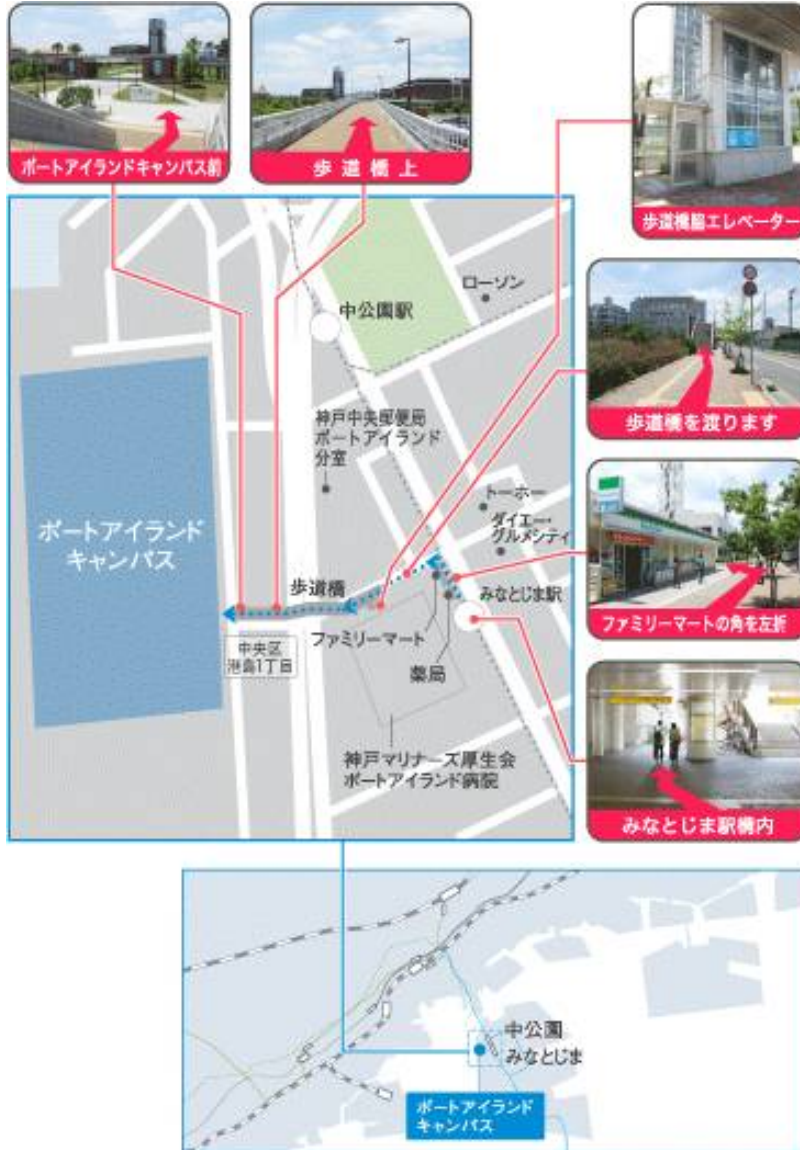 ポートアイランドキャンパス前
歩道橋上
歩道橋脇エレベーター
ローソン
中公園駅
歩道橋を渡ります
神戸中央郵便局
ポートアイランド
分室
トーホー
ダイエー・
グルメシティ
ポートアイランド
キャンパス
歩道橋
みなとじま駅
ファミリーマート
中央区
港島1丁目
薬局
ファミリーマートの角を左折
神戸マリナーズ厚生会
ポートアイランド病院
みなとじま駅構内
中公園
みなとじま
ポートアイランド
キャンパス